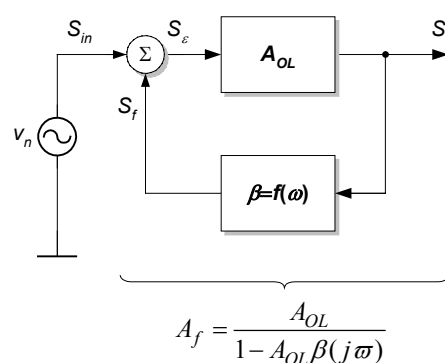 S_in Σ S_ε A_OL S
S_f
v_n
β=f(ω)
A_f = A_OL / (1 − A_OL β(jϖ))